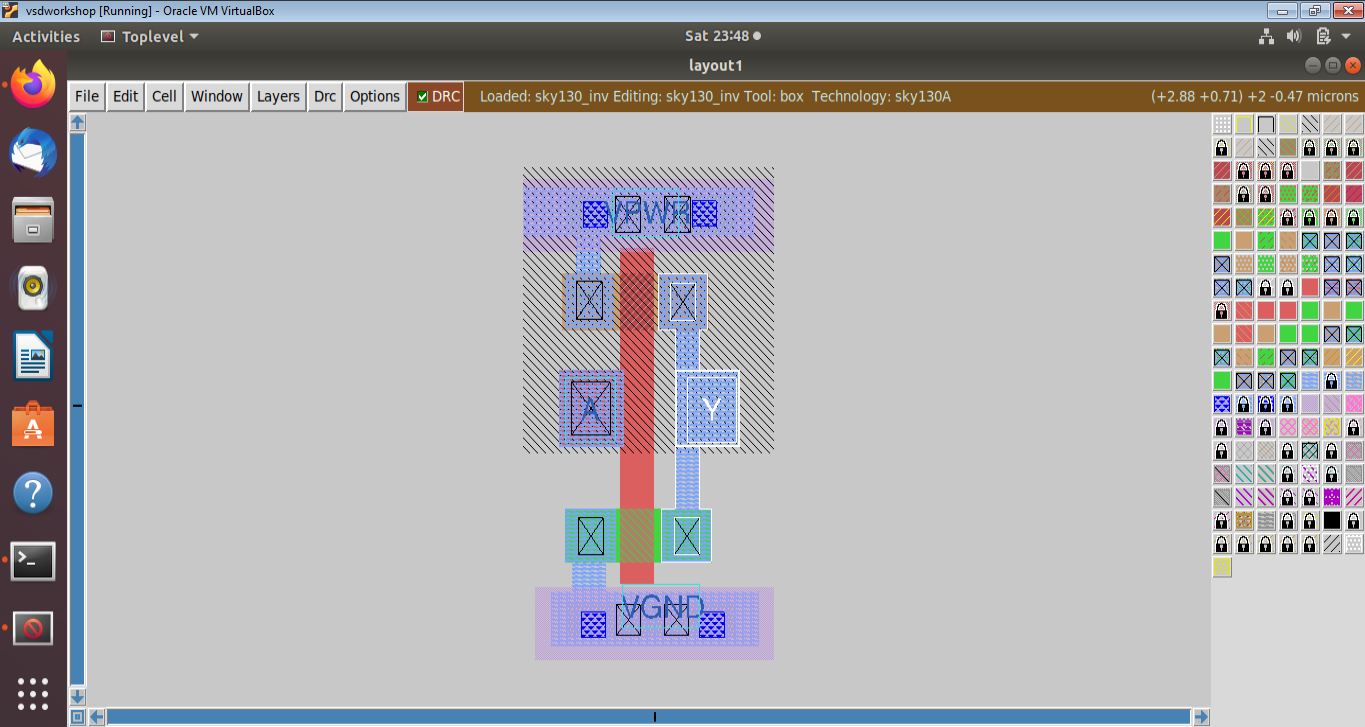 vsdworkshop [Running] - Oracle VM VirtualBox
Activities Toplevel Sat 23:48
layout1
File Edit Cell Window Layers Drc Options DRC Loaded: sky130_inv Editing: sky130_inv Tool: box Technology: sky130A (+2.88 +0.71) +2 -0.47 microns
VPWR
A Y
VGND